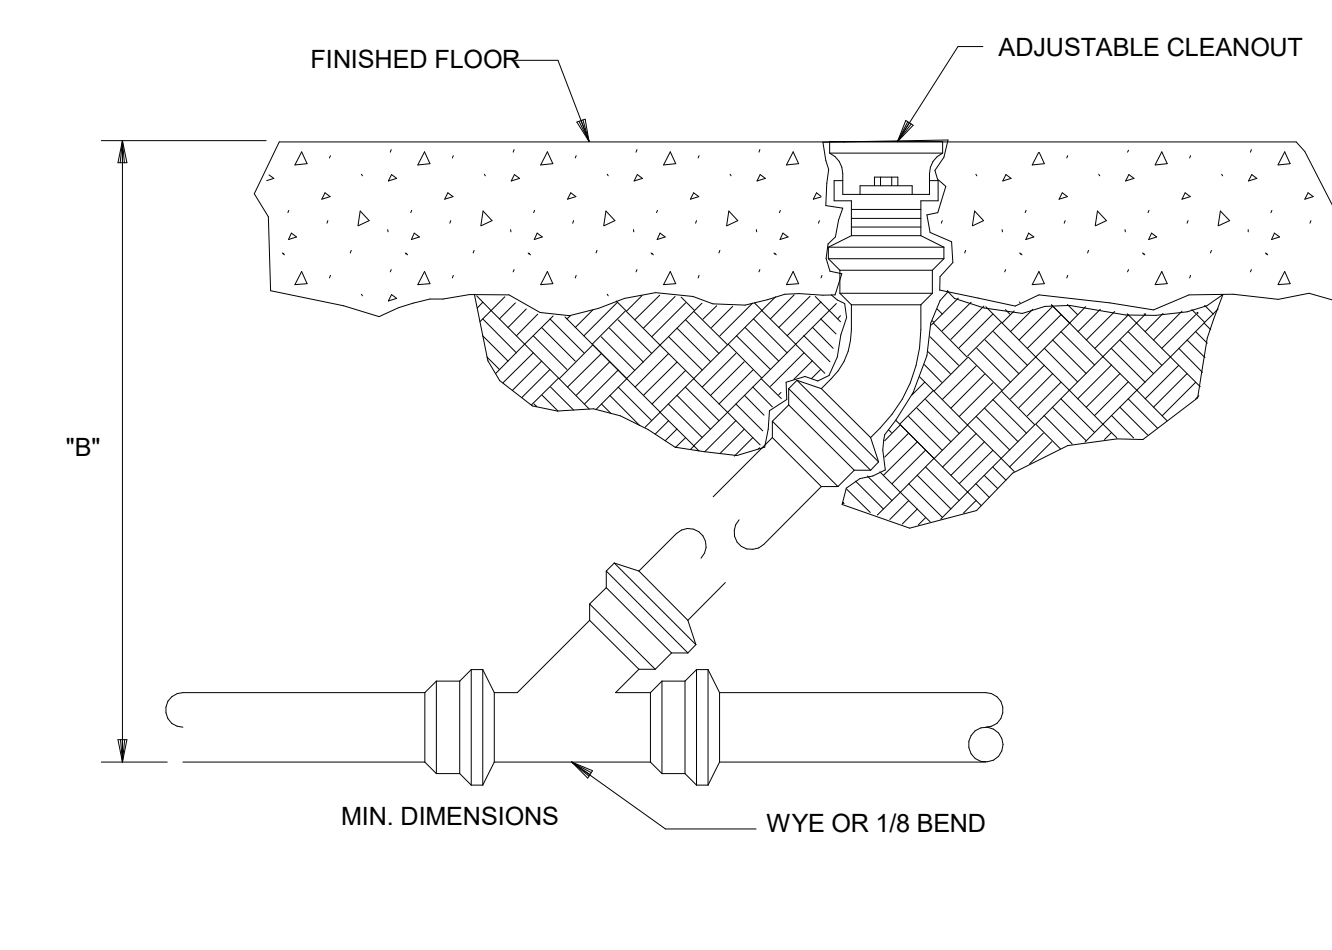 FINISHED FLOOR
ADJUSTABLE CLEANOUT
"B"
MIN. DIMENSIONS
WYE OR 1/8 BEND